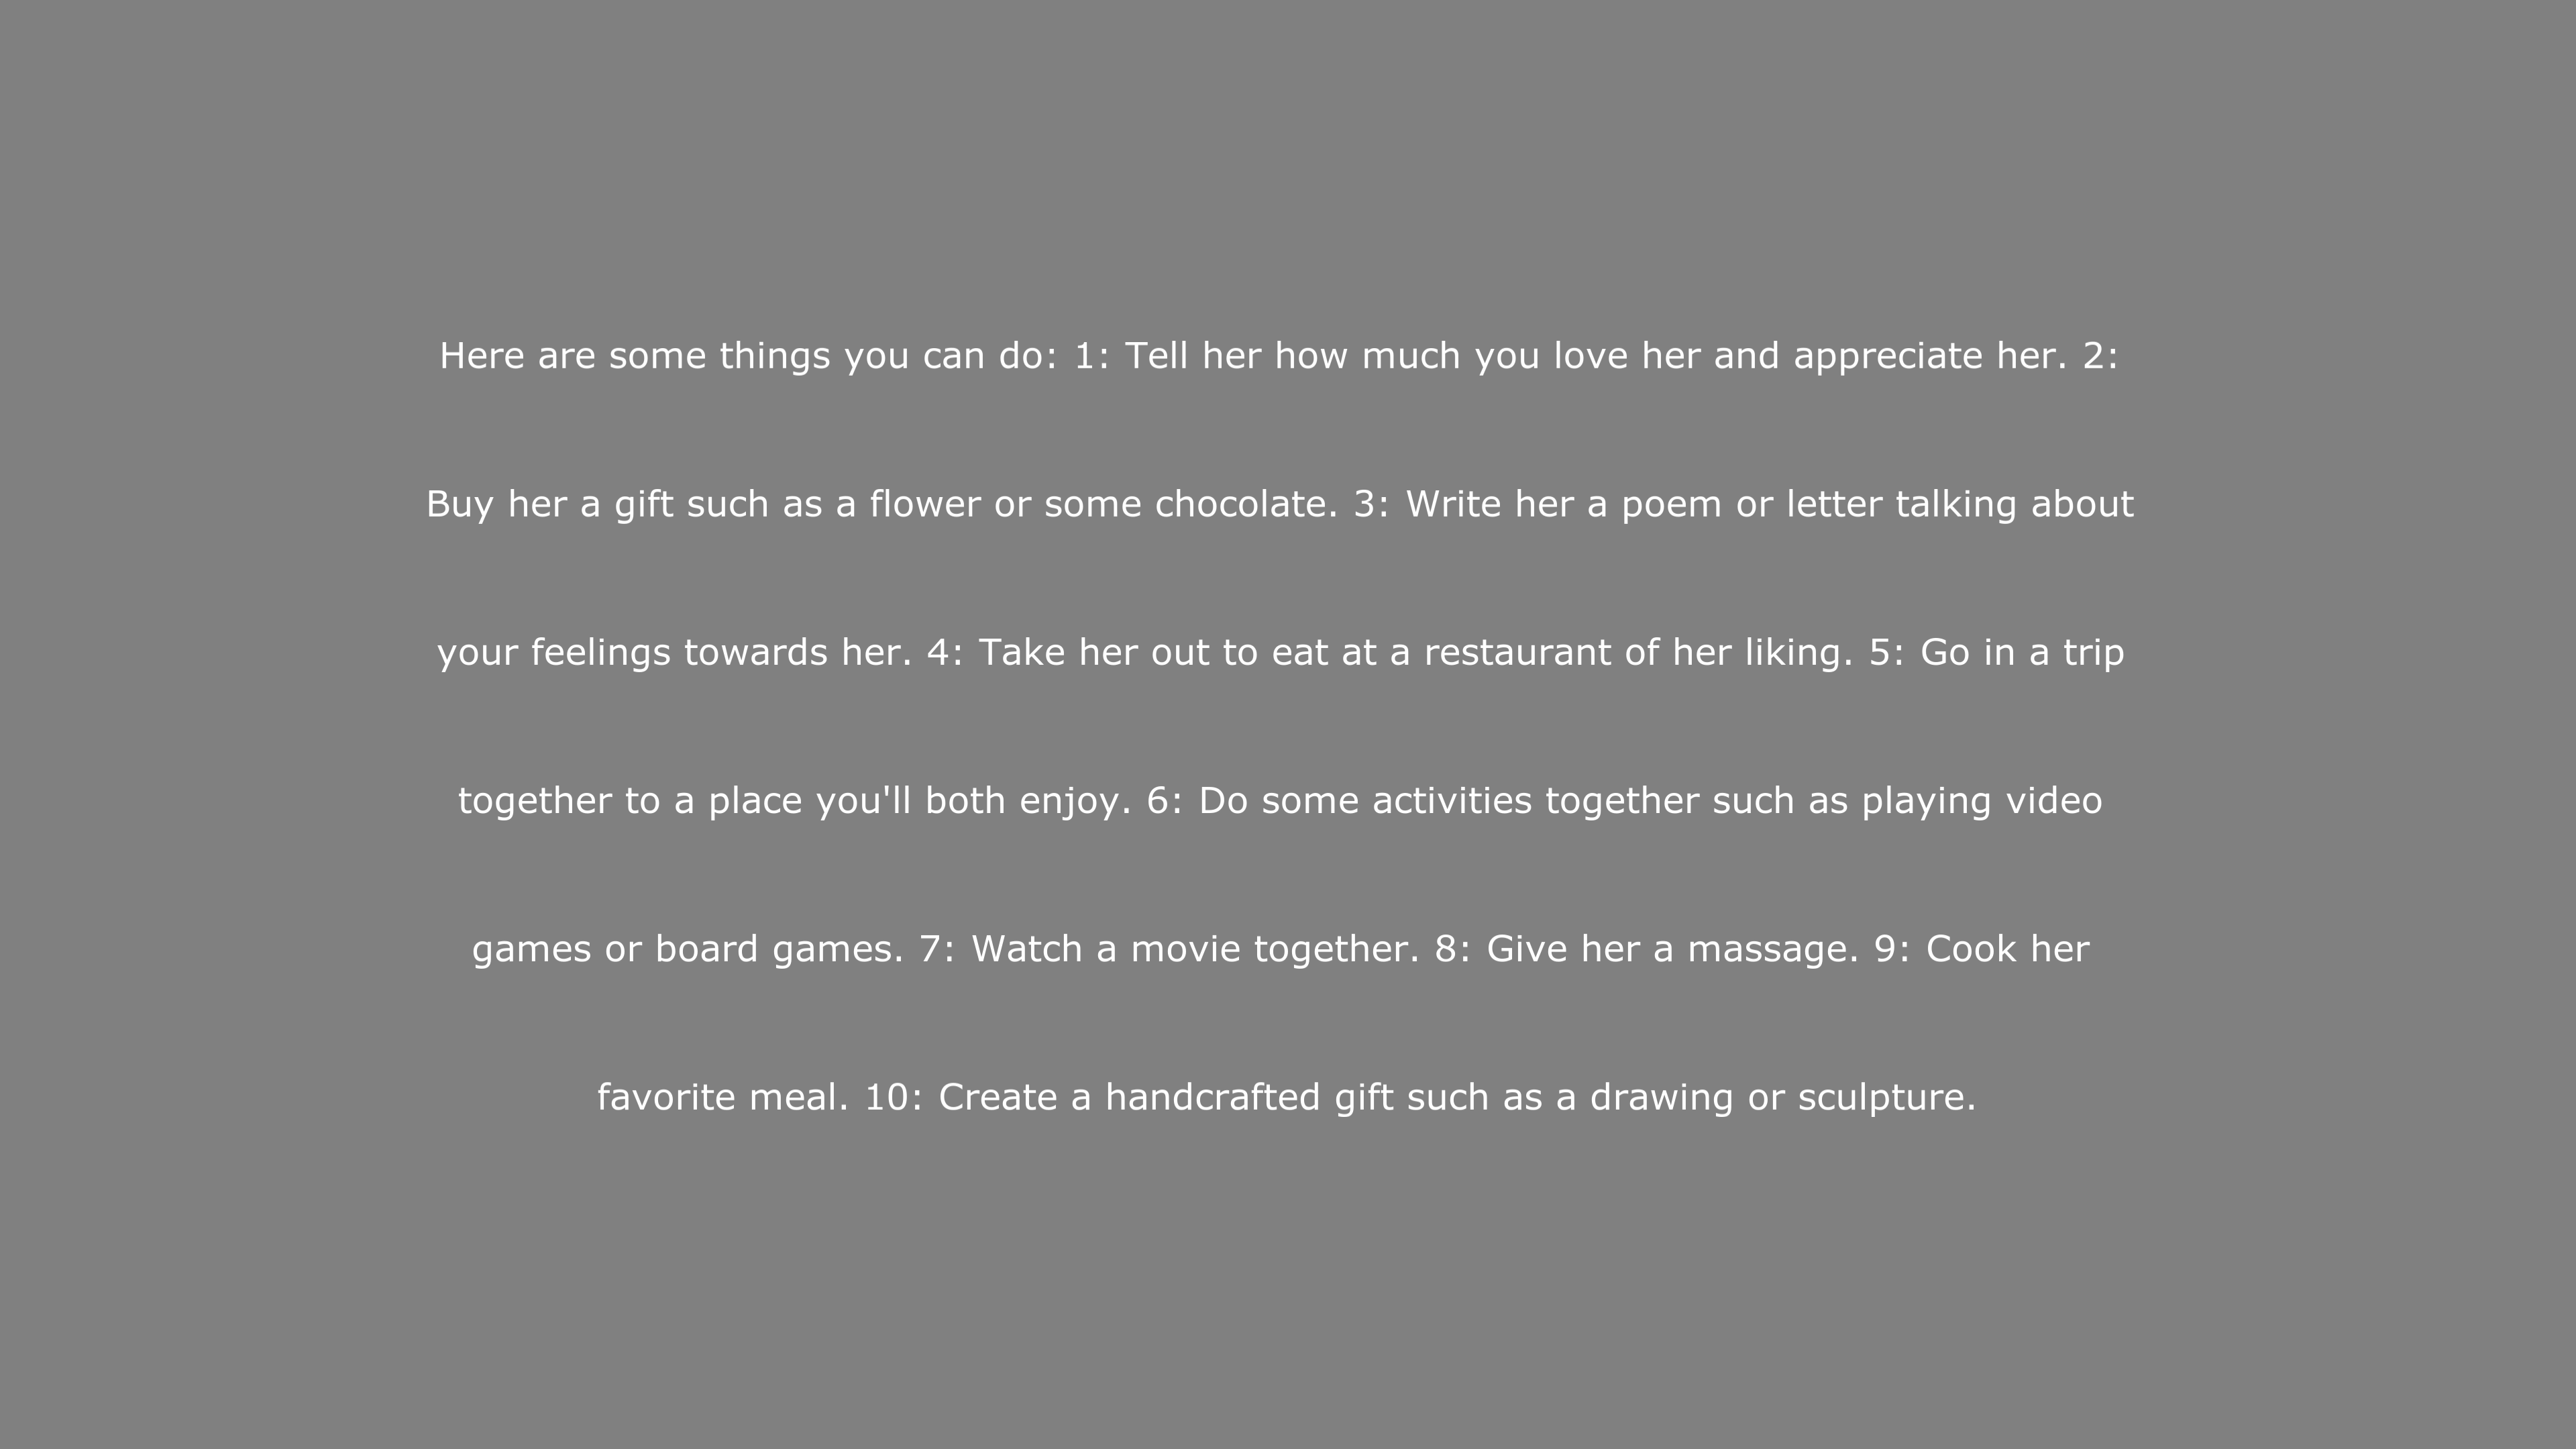 Here are some things you can do: 1: Tell her how much you love her and appreciate her. 2:
Buy her a gift such as a flower or some chocolate. 3: Write her a poem or letter talking about
your feelings towards her. 4: Take her out to eat at a restaurant of her liking. 5: Go in a trip
together to a place you'll both enjoy. 6: Do some activities together such as playing video
games or board games. 7: Watch a movie together. 8: Give her a massage. 9: Cook her
favorite meal. 10: Create a handcrafted gift such as a drawing or sculpture.